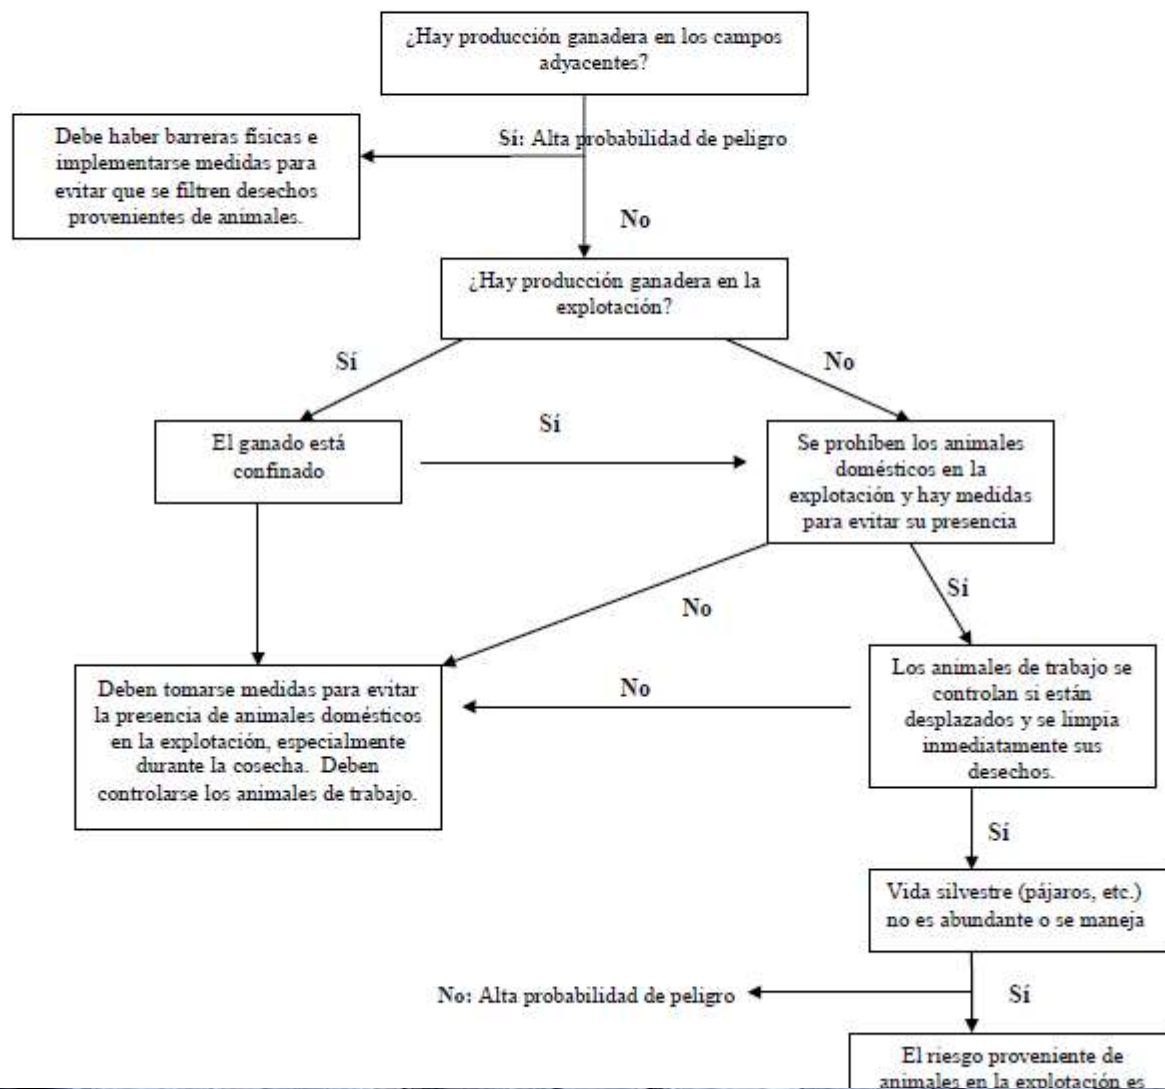 ¿Hay producción ganadera en los campos
adyacentes?
Debe haber barreras físicas e
implementarse medidas para
evitar que se filtren desechos
provenientes de animales.
Sí: Alta probabilidad de peligro
No
¿Hay producción ganadera en la
explotación?
Sí
No
El ganado está
confinado
Sí
Se prohíben los animales
domésticos en la
explotación y hay medidas
para evitar su presencia
No
Sí
Deben tomarse medidas para evitar
la presencia de animales domésticos
en la explotación, especialmente
durante la cosecha. Deben
controlarse los animales de trabajo.
No
Los animales de trabajo se
controlan si están
desplazados y se limpia
inmediatamente sus
desechos.
Sí
Vida silvestre (pájaros, etc.)
no es abundante o se maneja
No: Alta probabilidad de peligro
Sí
El riesgo proveniente de
animales en la explotación es